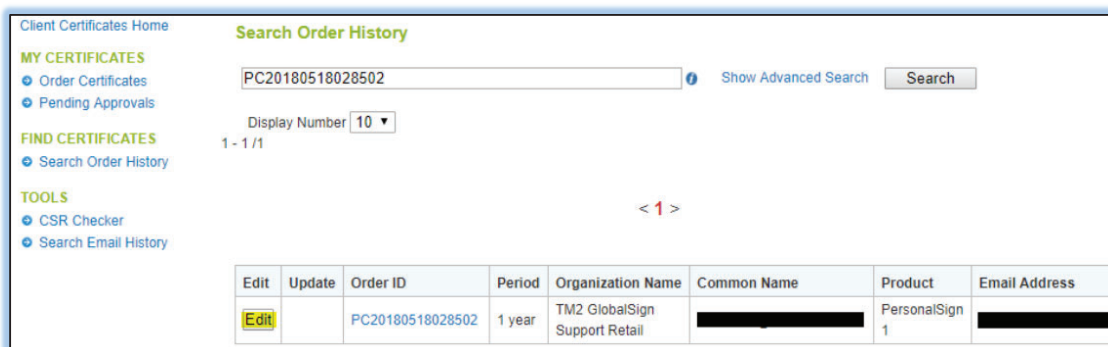 Client Certificates Home
Search Order History
MY CERTIFICATES
Order Certificates
PC20180518028502
Show Advanced Search
Search
Pending Approvals
Display Number 10
FIND CERTIFICATES
1 - 1 /1
Search Order History
TOOLS
< 1 >
CSR Checker
Search Email History
Edit Update Order ID Period Organization Name Common Name Product Email Address
Edit PC20180518028502 1 year TM2 GlobalSign Support Retail PersonalSign 1